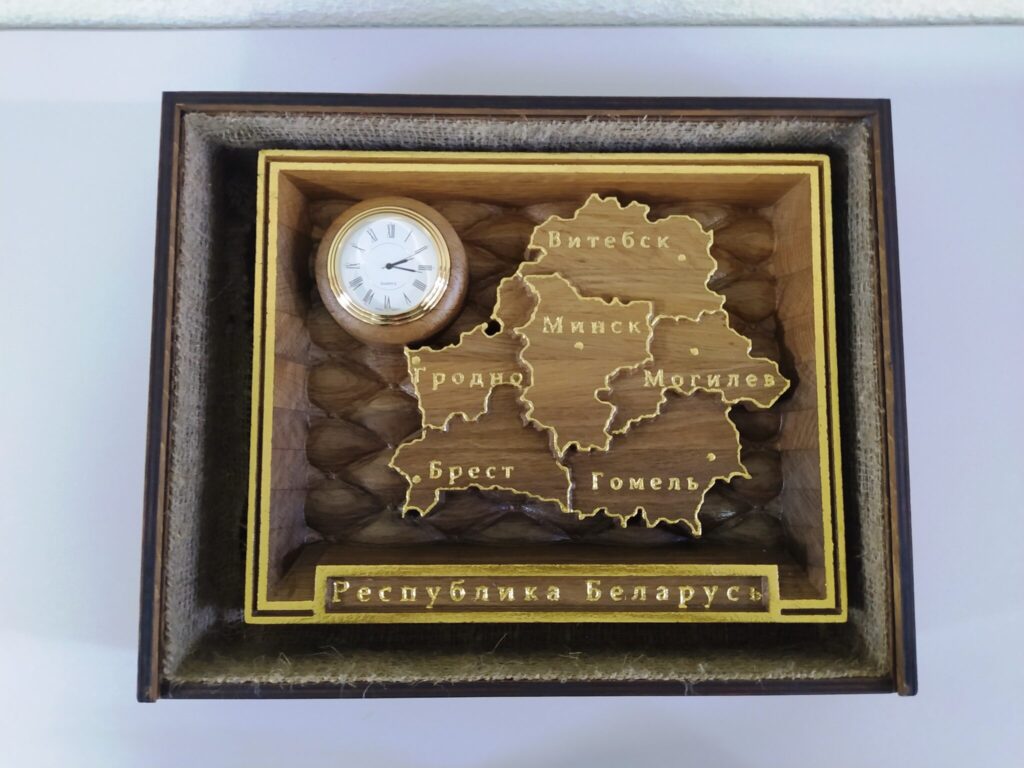 Витебск
Минск
Гродно
Могилев
Брест
Гомель
Республика Беларусь